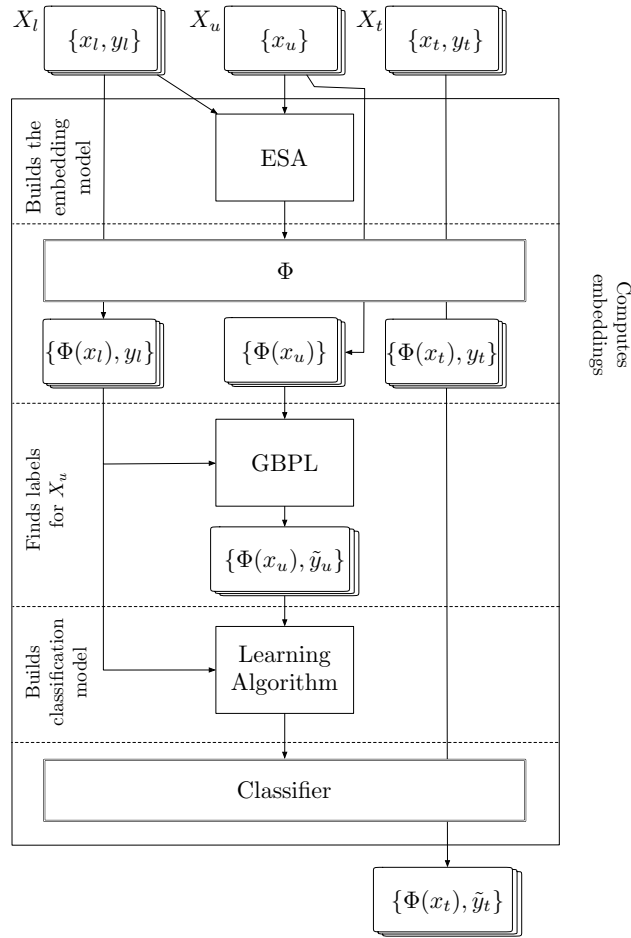 X_l
{x_l, y_l}
X_u
{x_u}
X_t
{x_t, y_t}
Builds the
embedding
model
ESA
Φ
Computes
embeddings
{Φ(x_l), y_l}
{Φ(x_u)}
{Φ(x_t), y_t}
Finds labels
for X_u
GBPL
{Φ(x_u), ỹ_u}
Builds
classification
model
Learning
Algorithm
Classifier
{Φ(x_t), ỹ_t}